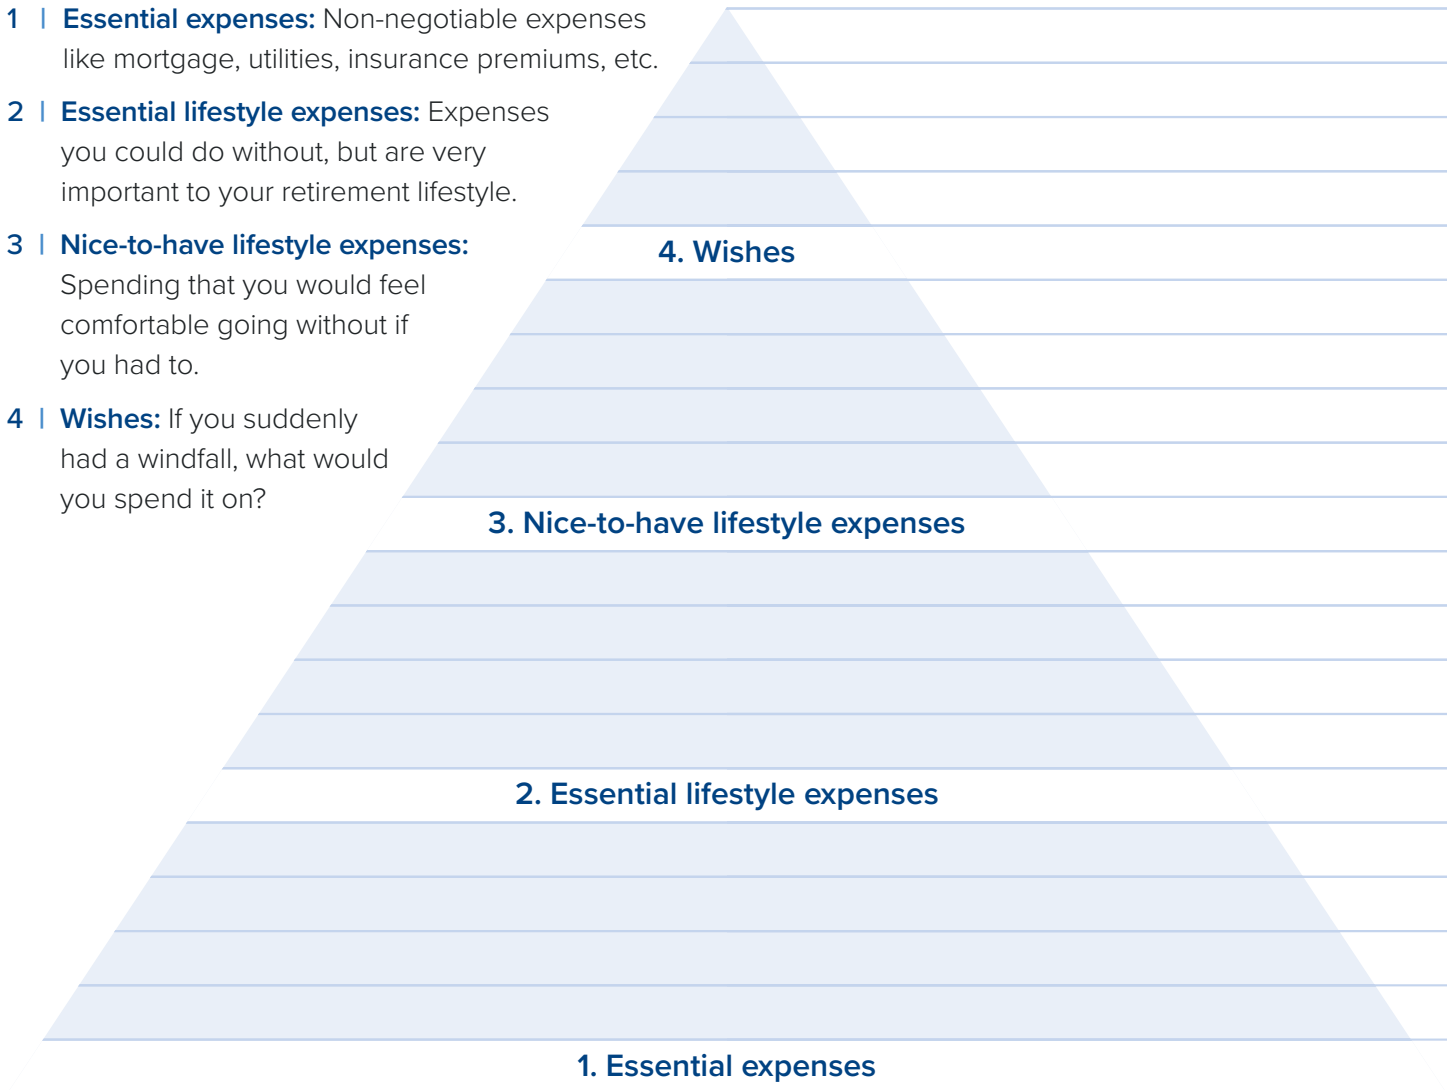 1 | Essential expenses: Non-negotiable expenses
like mortgage, utilities, insurance premiums, etc.
2 | Essential lifestyle expenses: Expenses
you could do without, but are very
important to your retirement lifestyle.
3 | Nice-to-have lifestyle expenses:
Spending that you would feel
comfortable going without if
you had to.
4 | Wishes: If you suddenly
had a windfall, what would
you spend it on?
4. Wishes
3. Nice-to-have lifestyle expenses
2. Essential lifestyle expenses
1. Essential expenses